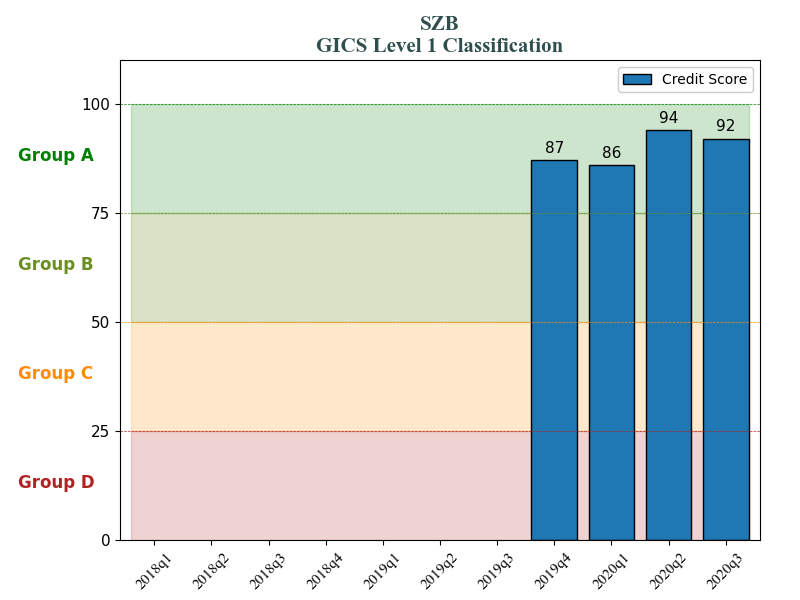 SZB
GICS Level 1 Classification
Credit Score
100
94
92
87
86
Group A
75
Group B
50
Group C
25
Group D
0
2018q1 2018q2 2018q3 2018q4 2019q1 2019q2 2019q3 2019q4 2020q1 2020q2 2020q3